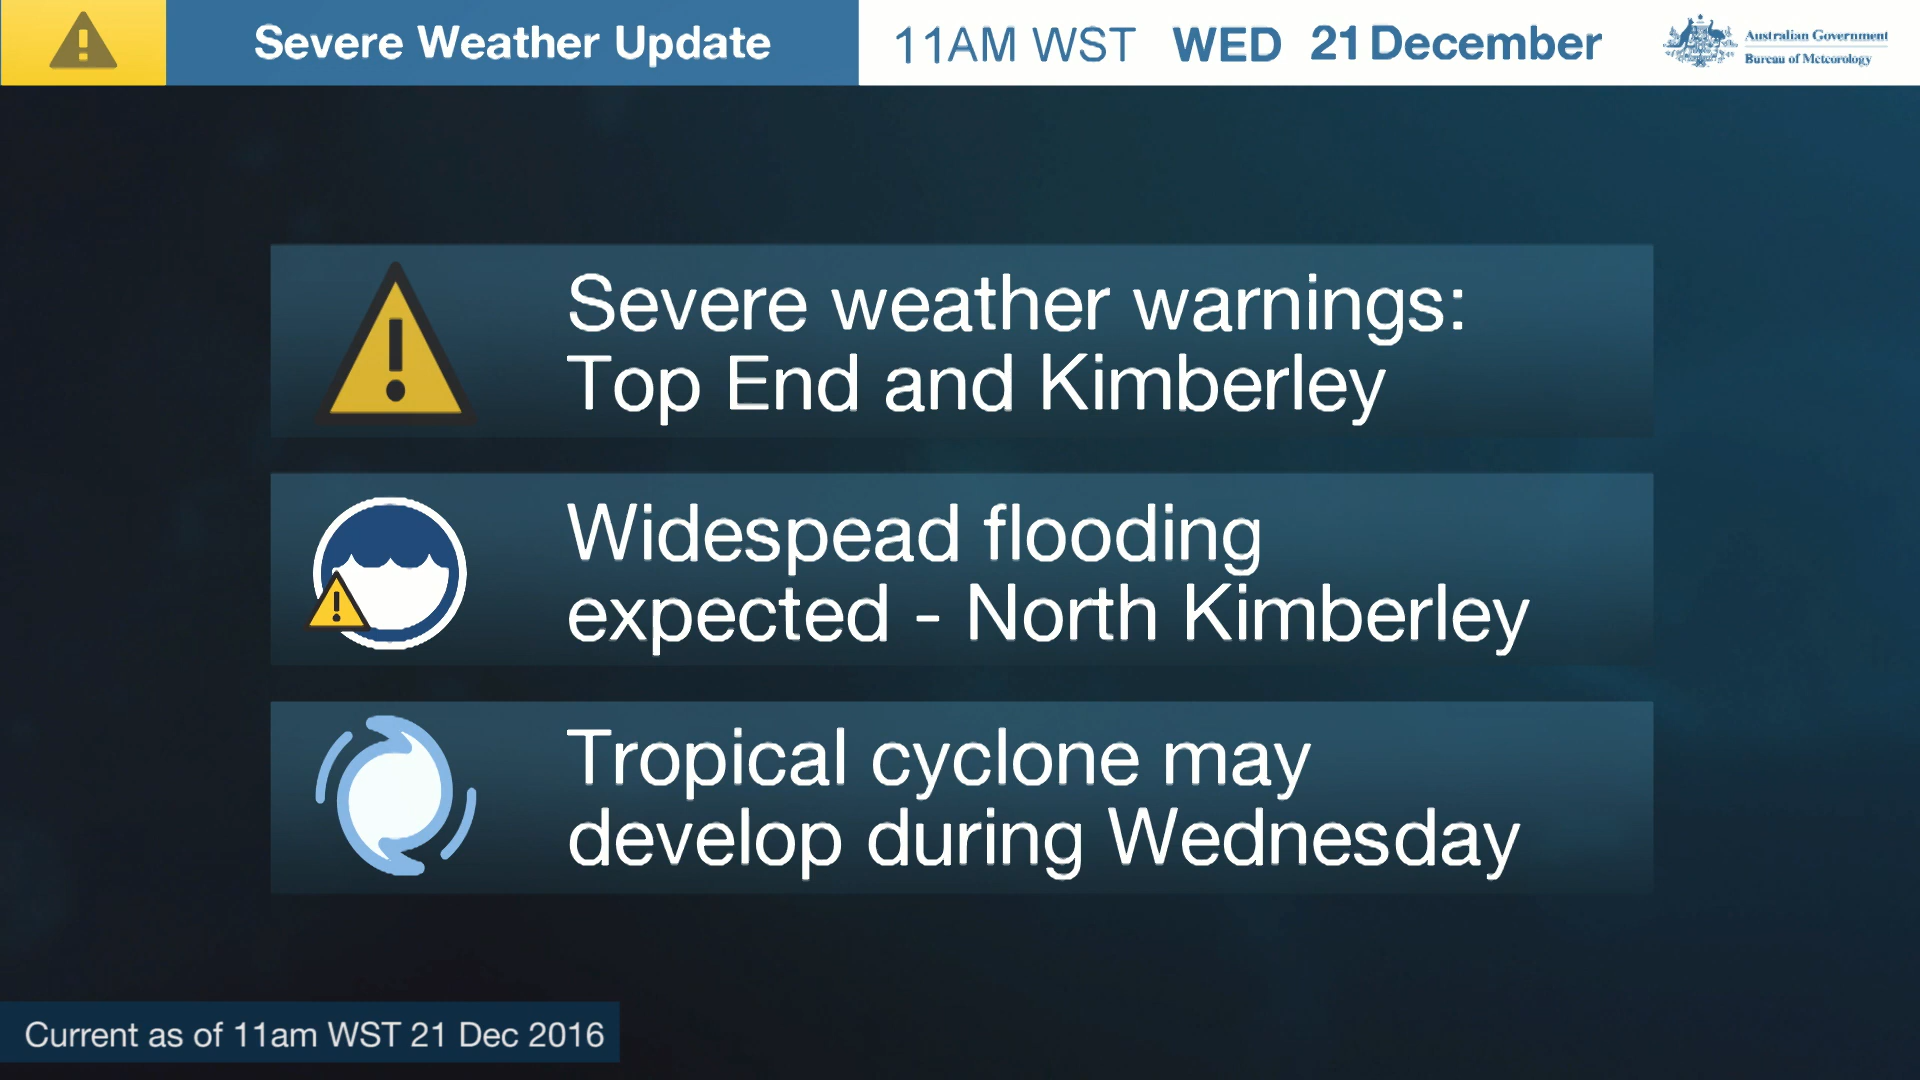 Severe Weather Update
11AM WST WED 21 December
Australian Government
Bureau of Meteorology
Severe weather warnings:
Top End and Kimberley
Widespead flooding
expected - North Kimberley
Tropical cyclone may
develop during Wednesday
Current as of 11am WST 21 Dec 2016